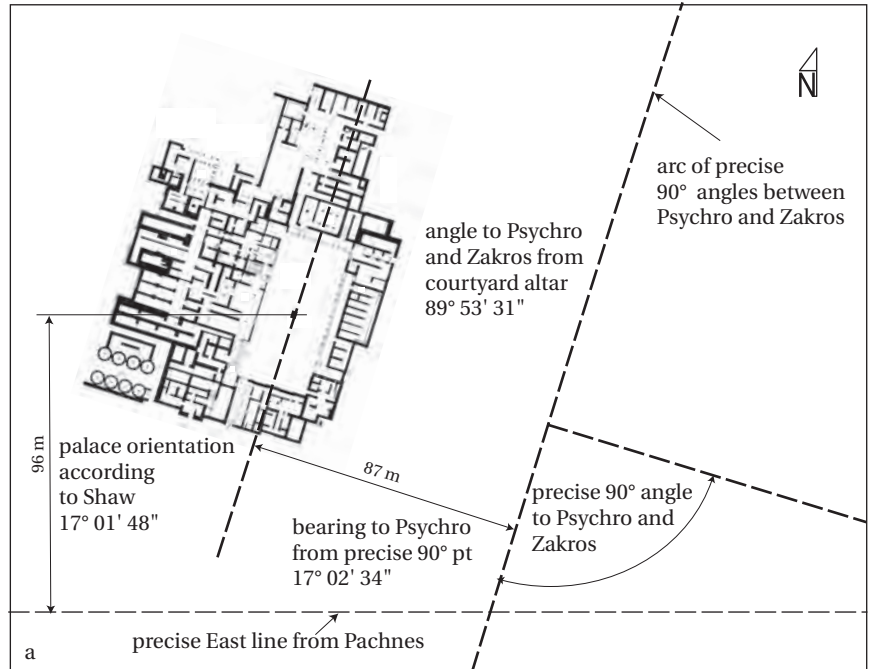 N
arc of precise
90° angles between
Psychro and Zakros
angle to Psychro
and Zakros from
courtyard altar
89° 53' 31"
96 m
palace orientation
according
to Shaw
17° 01' 48"
87 m
bearing to Psychro
from precise 90° pt
17° 02' 34"
precise 90° angle
to Psychro and
Zakros
precise East line from Pachnes
a